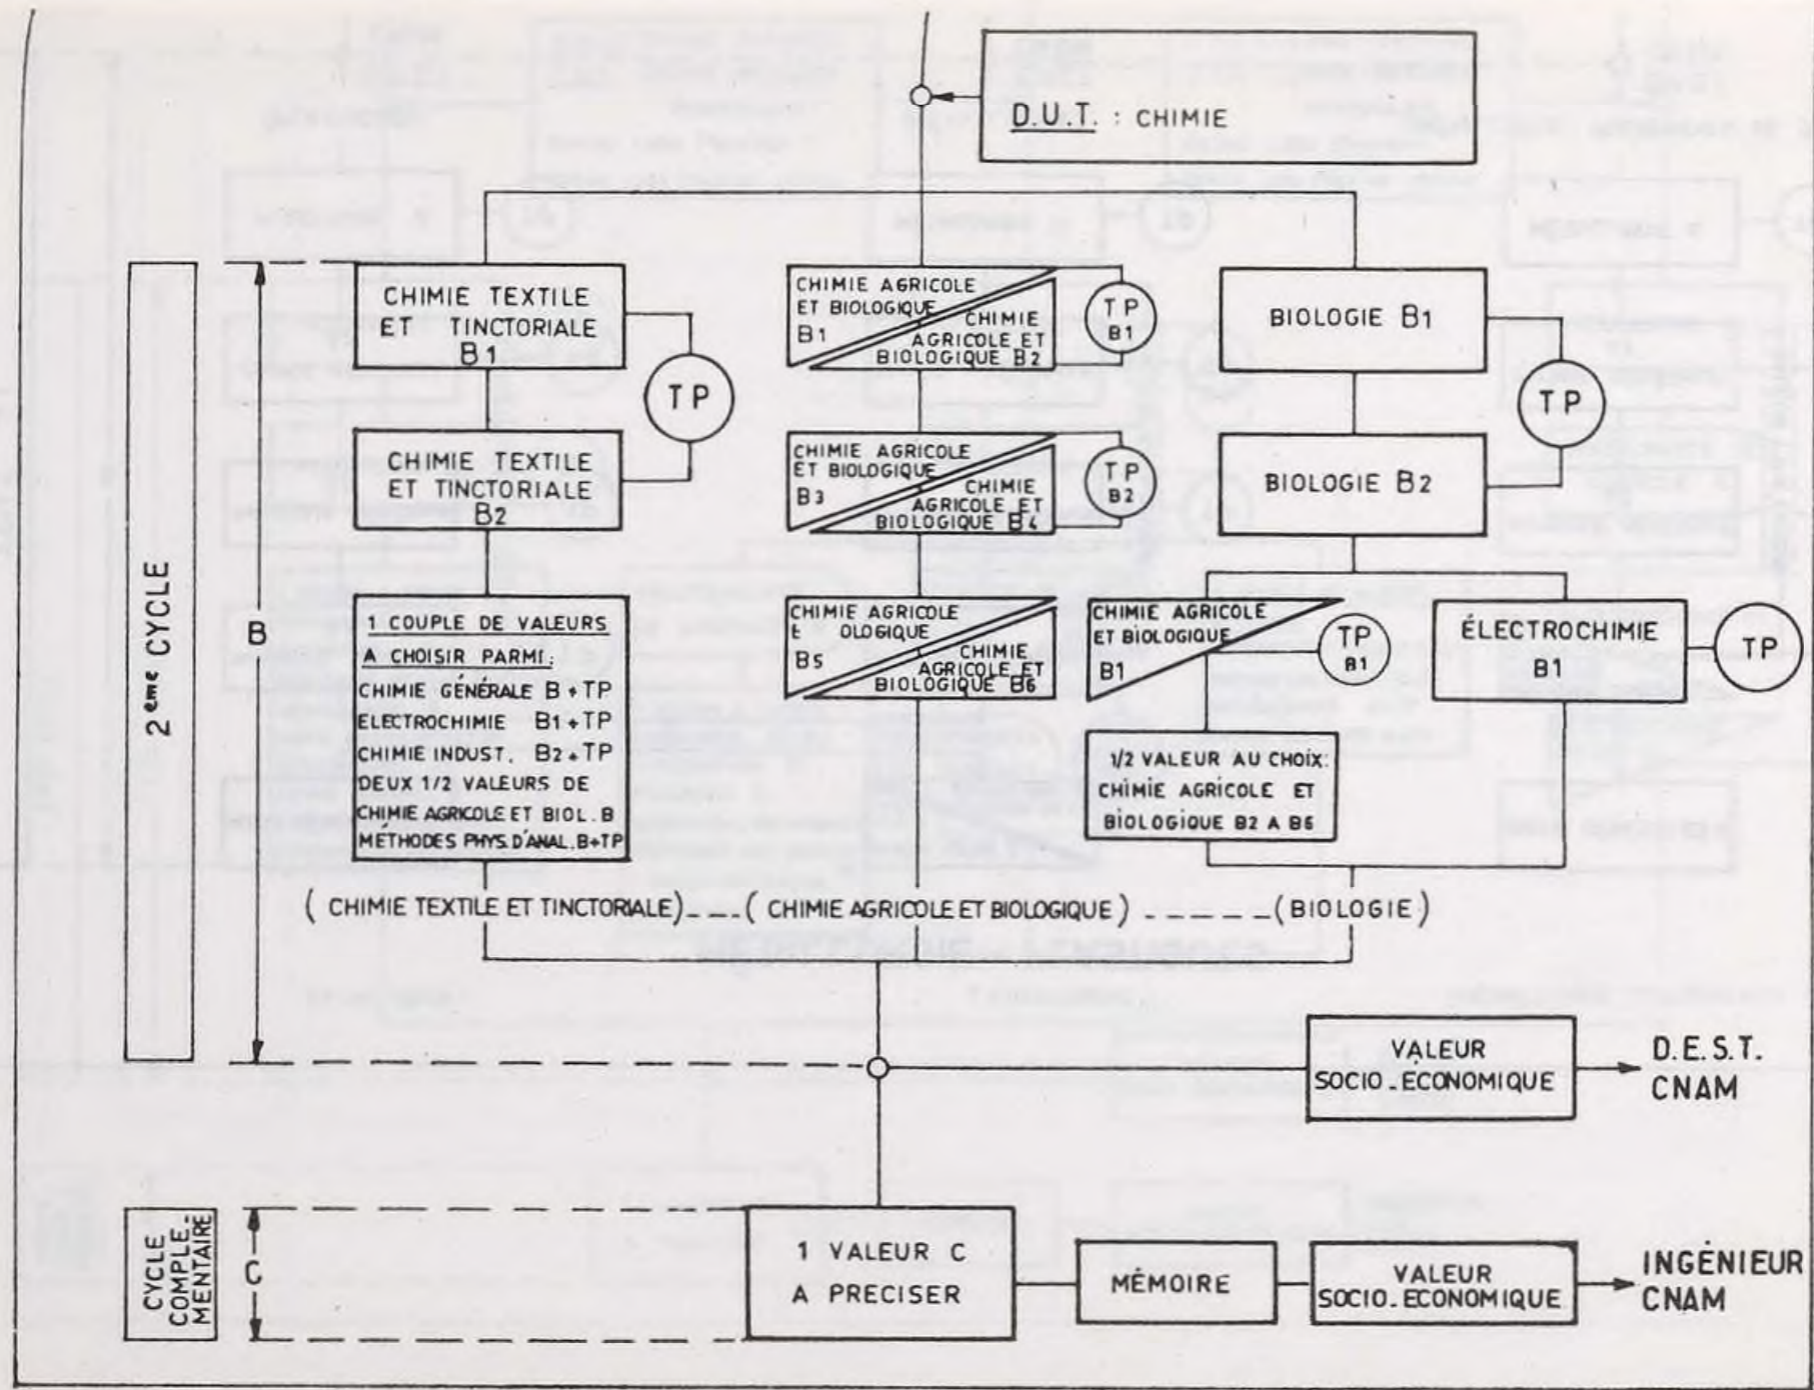 D.U.T. : CHIMIE
2eme CYCLE
B
CHIMIE TEXTILE
ET TINCTORIALE
B1
TP
CHIMIE TEXTILE
ET TINCTORIALE
B2
1 COUPLE DE VALEURS
A CHOISIR PARMI:
CHIMIE GÉNÉRALE B + TP
ELECTROCHIMIE B1 + TP
CHIMIE INDUST. B2 + TP
DEUX 1/2 VALEURS DE
CHIMIE AGRICOLE ET BIOL. B
MÉTHODES PHYS. D'ANAL. B+TP
CHIMIE AGRICOLE
ET BIOLOGIQUE
B1
CHIMIE
AGRICOLE ET
BIOLOGIQUE B2
TP
B1
CHIMIE AGRICOLE
ET BIOLOGIQUE
B3
CHIMIE
AGRICOLE ET
BIOLOGIQUE B4
TP
B2
CHIMIE AGRICOLE
E OLOGIQUE
B5
CHIMIE
AGRICOLE ET
BIOLOGIQUE B6
BIOLOGIE B1
TP
BIOLOGIE B2
CHIMIE AGRICOLE
ET BIOLOGIQUE
B1
TP
B1
1/2 VALEUR AU CHOIX:
CHIMIE AGRICOLE ET
BIOLOGIQUE B2 A B6
ÉLECTROCHIMIE
B1
TP
( CHIMIE TEXTILE ET TINCTORIALE) _ _ _ ( CHIMIE AGRICOLE ET BIOLOGIQUE ) _ _ _ _ _ ( BIOLOGIE )
VALEUR
SOCIO_ÉCONOMIQUE
D.E.S.T.
CNAM
CYCLE
COMPLE_
MENTAIRE
C
1 VALEUR C
A PRECISER
MÉMOIRE
VALEUR
SOCIO_ECONOMIQUE
INGÉNIEUR
CNAM